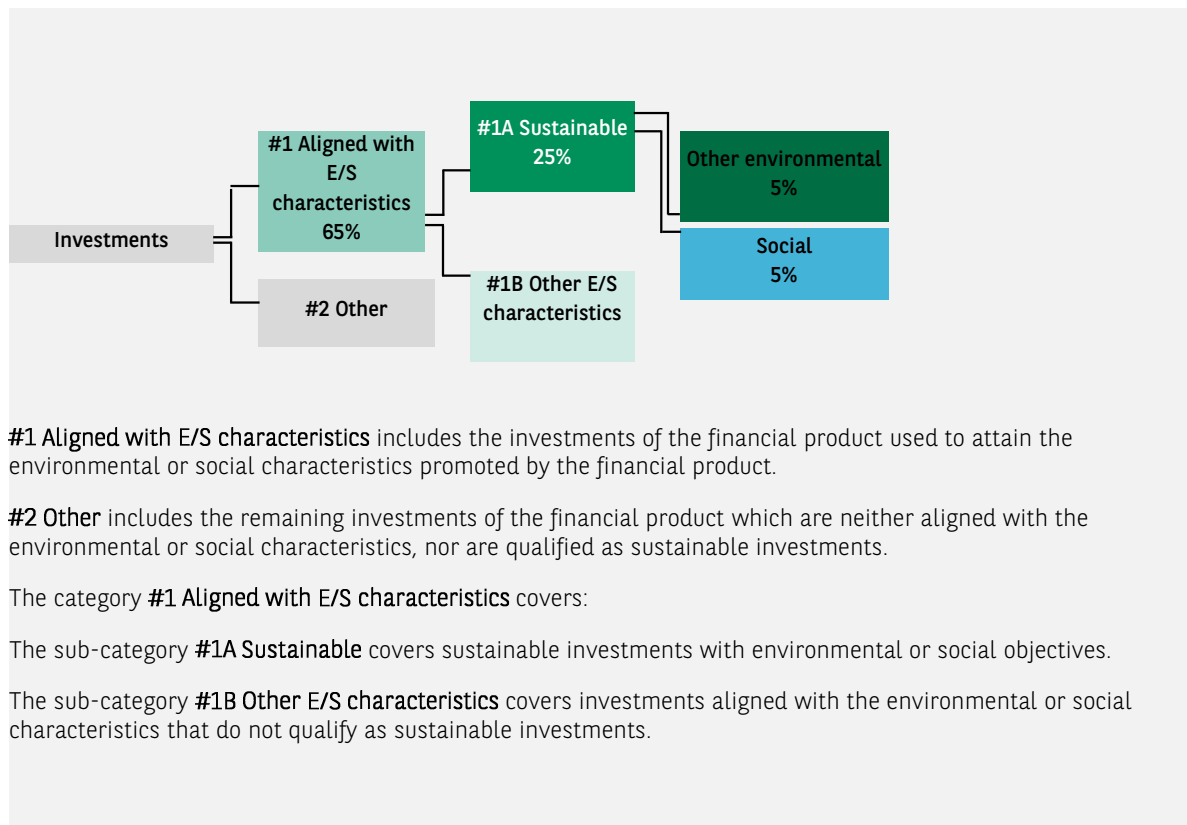 #1A Sustainable
25%
#1 Aligned with
E/S
characteristics
65%
Other environmental
5%
Investments
Social
5%
#1B Other E/S
characteristics
#2 Other
#1 Aligned with E/S characteristics includes the investments of the financial product used to attain the
environmental or social characteristics promoted by the financial product.
#2 Other includes the remaining investments of the financial product which are neither aligned with the
environmental or social characteristics, nor are qualified as sustainable investments.
The category #1 Aligned with E/S characteristics covers:
The sub-category #1A Sustainable covers sustainable investments with environmental or social objectives.
The sub-category #1B Other E/S characteristics covers investments aligned with the environmental or social
characteristics that do not qualify as sustainable investments.